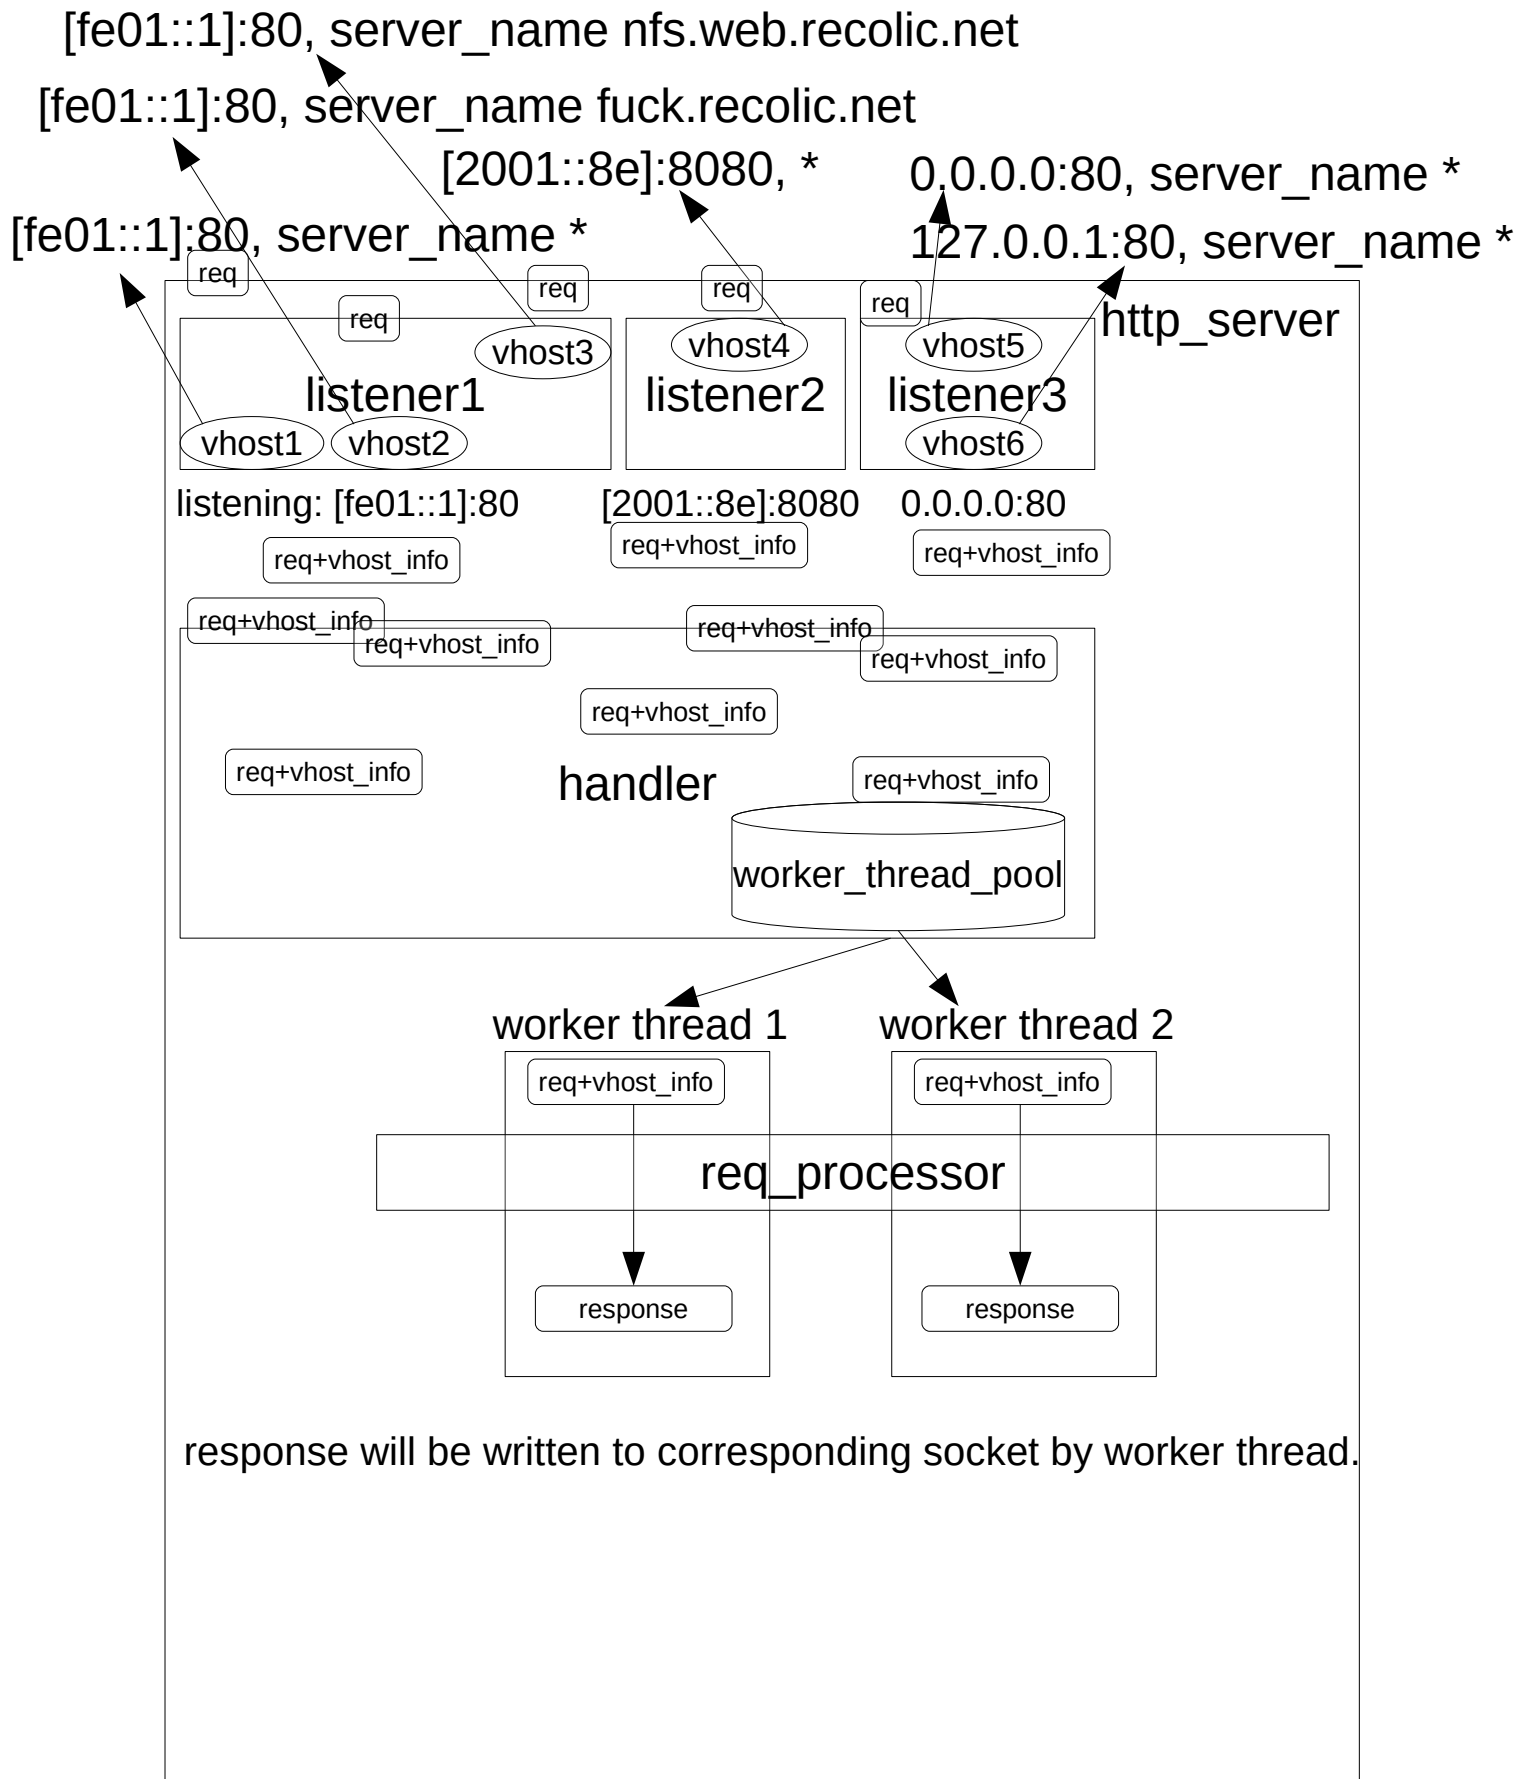 [fe01::1]:80, server_name nfs.web.recolic.net
[fe01::1]:80, server_name fuck.recolic.net
[2001::8e]:8080, *
0.0.0.0:80, server_name *
[fe01::1]:80, server_name *
127.0.0.1:80, server_name *
req
req
req
req
req
http_server
vhost3
vhost4
vhost5
listener1
listener2
listener3
vhost1
vhost2
vhost6
listening: [fe01::1]:80
[2001::8e]:8080
0.0.0.0:80
req+vhost_info
req+vhost_info
req+vhost_info
req+vhost_info
req+vhost_info
req+vhost_info
req+vhost_info
req+vhost_info
req+vhost_info
handler
req+vhost_info
worker_thread_pool
worker thread 1
worker thread 2
req+vhost_info
req+vhost_info
req_processor
response
response
response will be written to corresponding socket by worker thread.